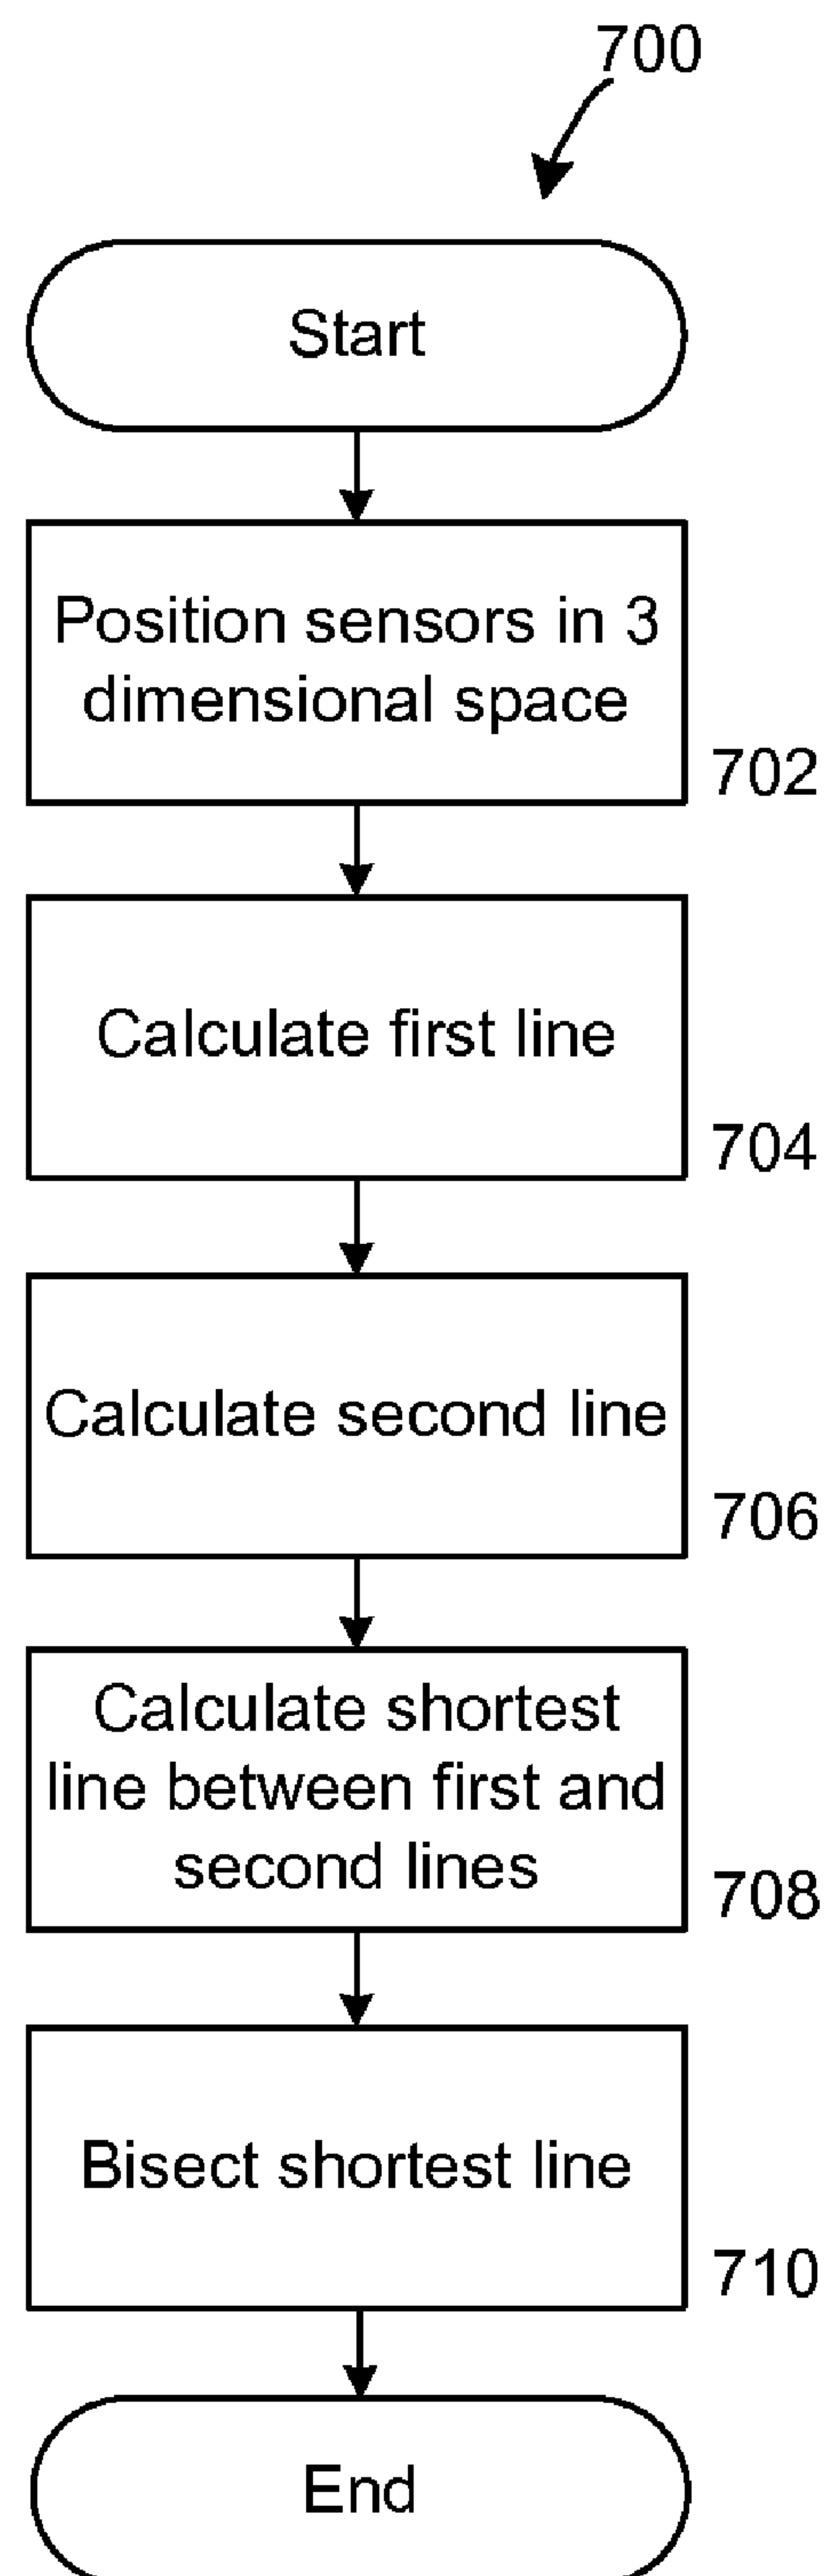 700
Start
Position sensors in 3
dimensional space
702
Calculate first line
704
Calculate second line
706
Calculate shortest
line between first and
second lines
708
Bisect shortest line
710
End